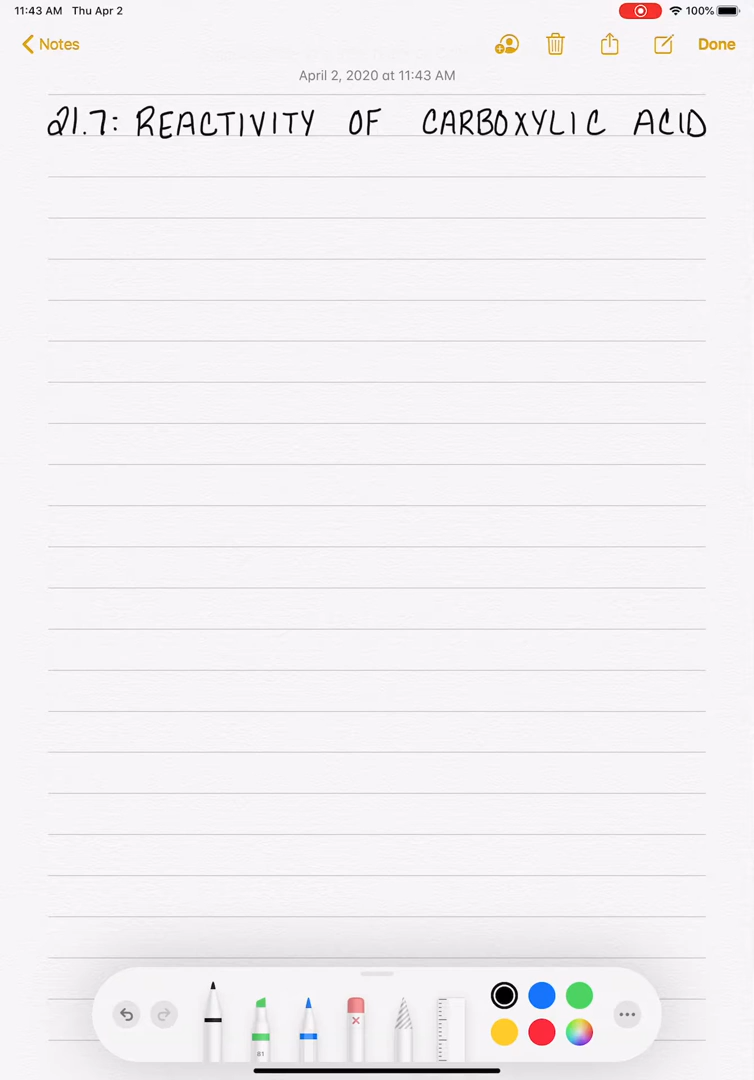 11:43 AM Thu Apr 2
100%
Notes
Done
April 2, 2020 at 11:43 AM
21.7: REACTIVITY OF CARBOXYLIC ACID
81